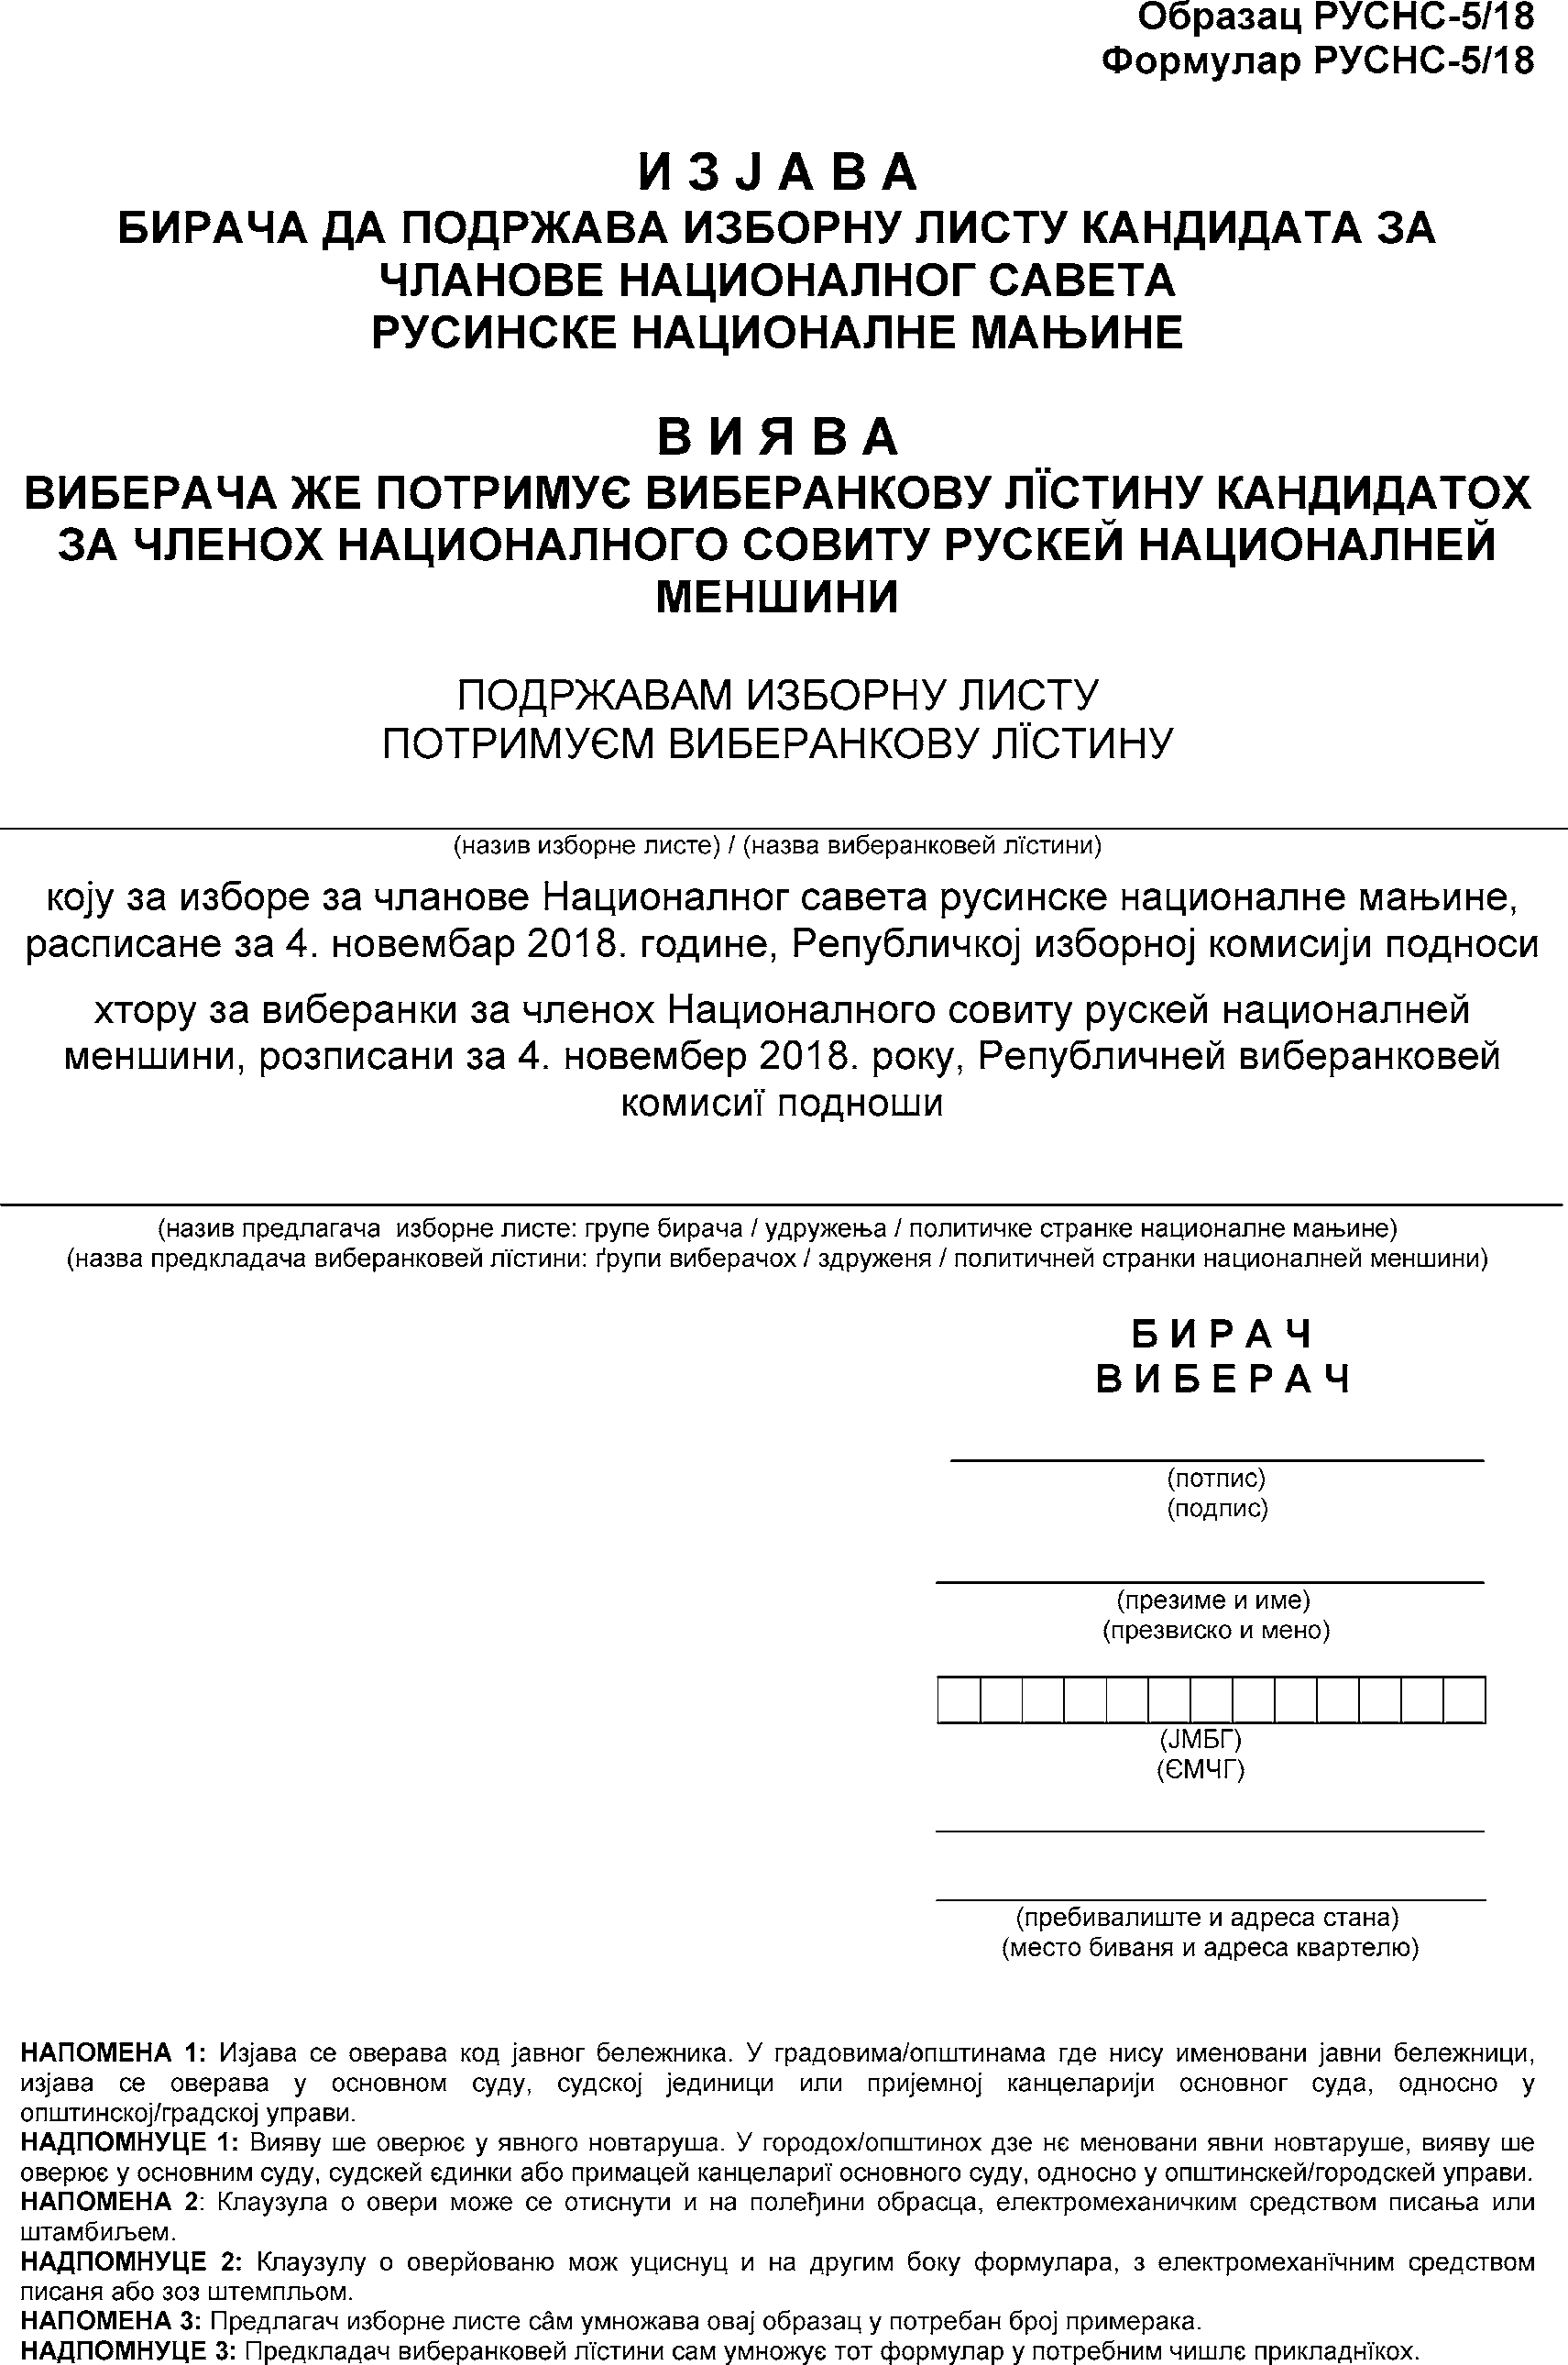 Образац РУСНС-5/18
Формулар РУСНС-5/18
И З Ј А В А
БИРАЧА ДА ПОДРЖАВА ИЗБОРНУ ЛИСТУ КАНДИДАТА ЗА
ЧЛАНОВЕ НАЦИОНАЛНОГ САВЕТА
РУСИНСКЕ НАЦИОНАЛНЕ МАЊИНЕ
В И Я В А
ВИБЕРАЧА ЖЕ ПОТРИМУЄ ВИБЕРАНКОВУ ЛЇСТИНУ КАНДИДАТОХ
ЗА ЧЛЕНОХ НАЦИОНАЛНОГО СОВИТУ РУСКЕЙ НАЦИОНАЛНЕЙ
МЕНШИНИ
ПОДРЖАВАМ ИЗБОРНУ ЛИСТУ
ПОТРИМУЄМ ВИБЕРАНКОВУ ЛЇСТИНУ
(назив изборне листе) / (назва виберанковей лїстини)
коју за изборе за чланове Националног савета русинске националне мањине,
расписане за 4. новембар 2018. године, Републичкој изборној комисији подноси
хтору за виберанки за членох Националного совиту рускей националней
меншини, розписани за 4. новембер 2018. року, Републичней виберанковей
комисиї подноши
(назив предлагача  изборне листе: групе бирача / удружења / политичке странке националне мањине)
(назва предкладача виберанковей лїстини: ґрупи виберачох / здруженя / политичней странки националней меншини)
Б И Р А Ч
В И Б Е Р А Ч
(потпис)
(подпис)
(презиме и име)
(презвиско и мено)
(ЈМБГ)
(ЄМЧГ)
(пребивалиште и адреса стана)
(место биваня и адреса квартелю)
НАПОМЕНА 1: Изјава се оверава код јавног бележника. У градовима/општинама где нису именовани јавни бележници,
изјава се оверава у основном суду, судској јединици или пријемној канцеларији основног суда, односно у
општинској/градској управи.
НАДПОМНУЦЕ 1: Вияву ше оверює у явного новтаруша. У городох/општинох дзе нє меновани явни новтаруше, вияву ше
оверює у основним суду, судскей єдинки або примацей канцелариї основного суду, односно у општинскей/городскей управи.
НАПОМЕНА 2: Клаузула о овери може се отиснути и на полеђини обрасца, електромеханичким средством писања или
штамбиљем.
НАДПОМНУЦЕ 2: Клаузулу о оверйованю мож уциснуц и на другим боку формулара, з електромеханїчним средством
писаня або зоз штемпльом.
НАПОМЕНА 3: Предлагач изборне листе сâм умножава овај образац у потребан број примерака.
НАДПОМНУЦЕ 3: Предкладач виберанковей лїстини сам умножує тот формулар у потребним чишлє прикладнїкох.